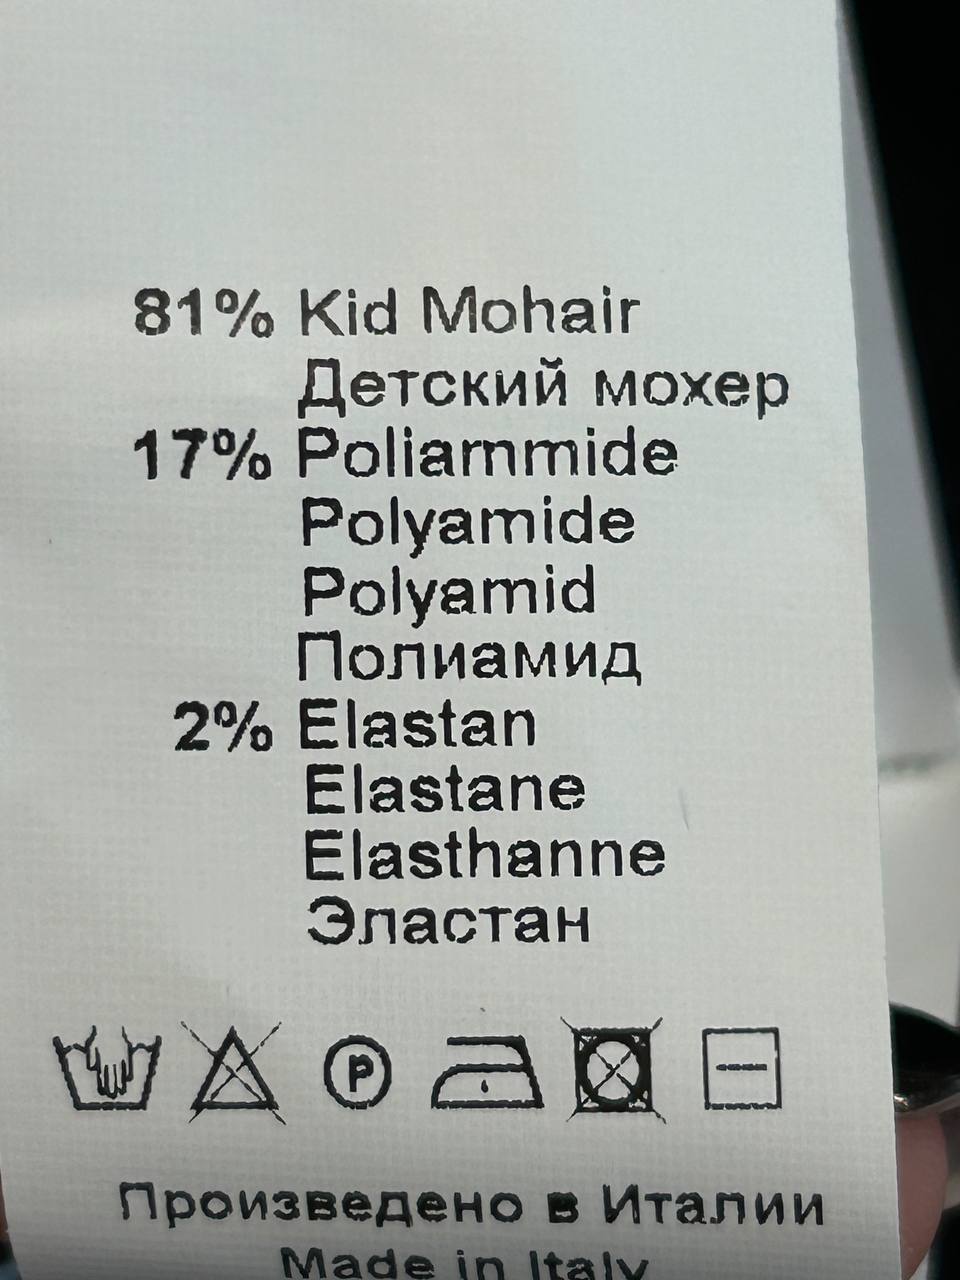 81% Kid Mohair
Детский мохер
17% Poliammide
Polyamide
Polyamid
Полиамид
2% Elastan
Elastane
Elasthanne
Эластан
P
Произведено в Италии
Made in Italy